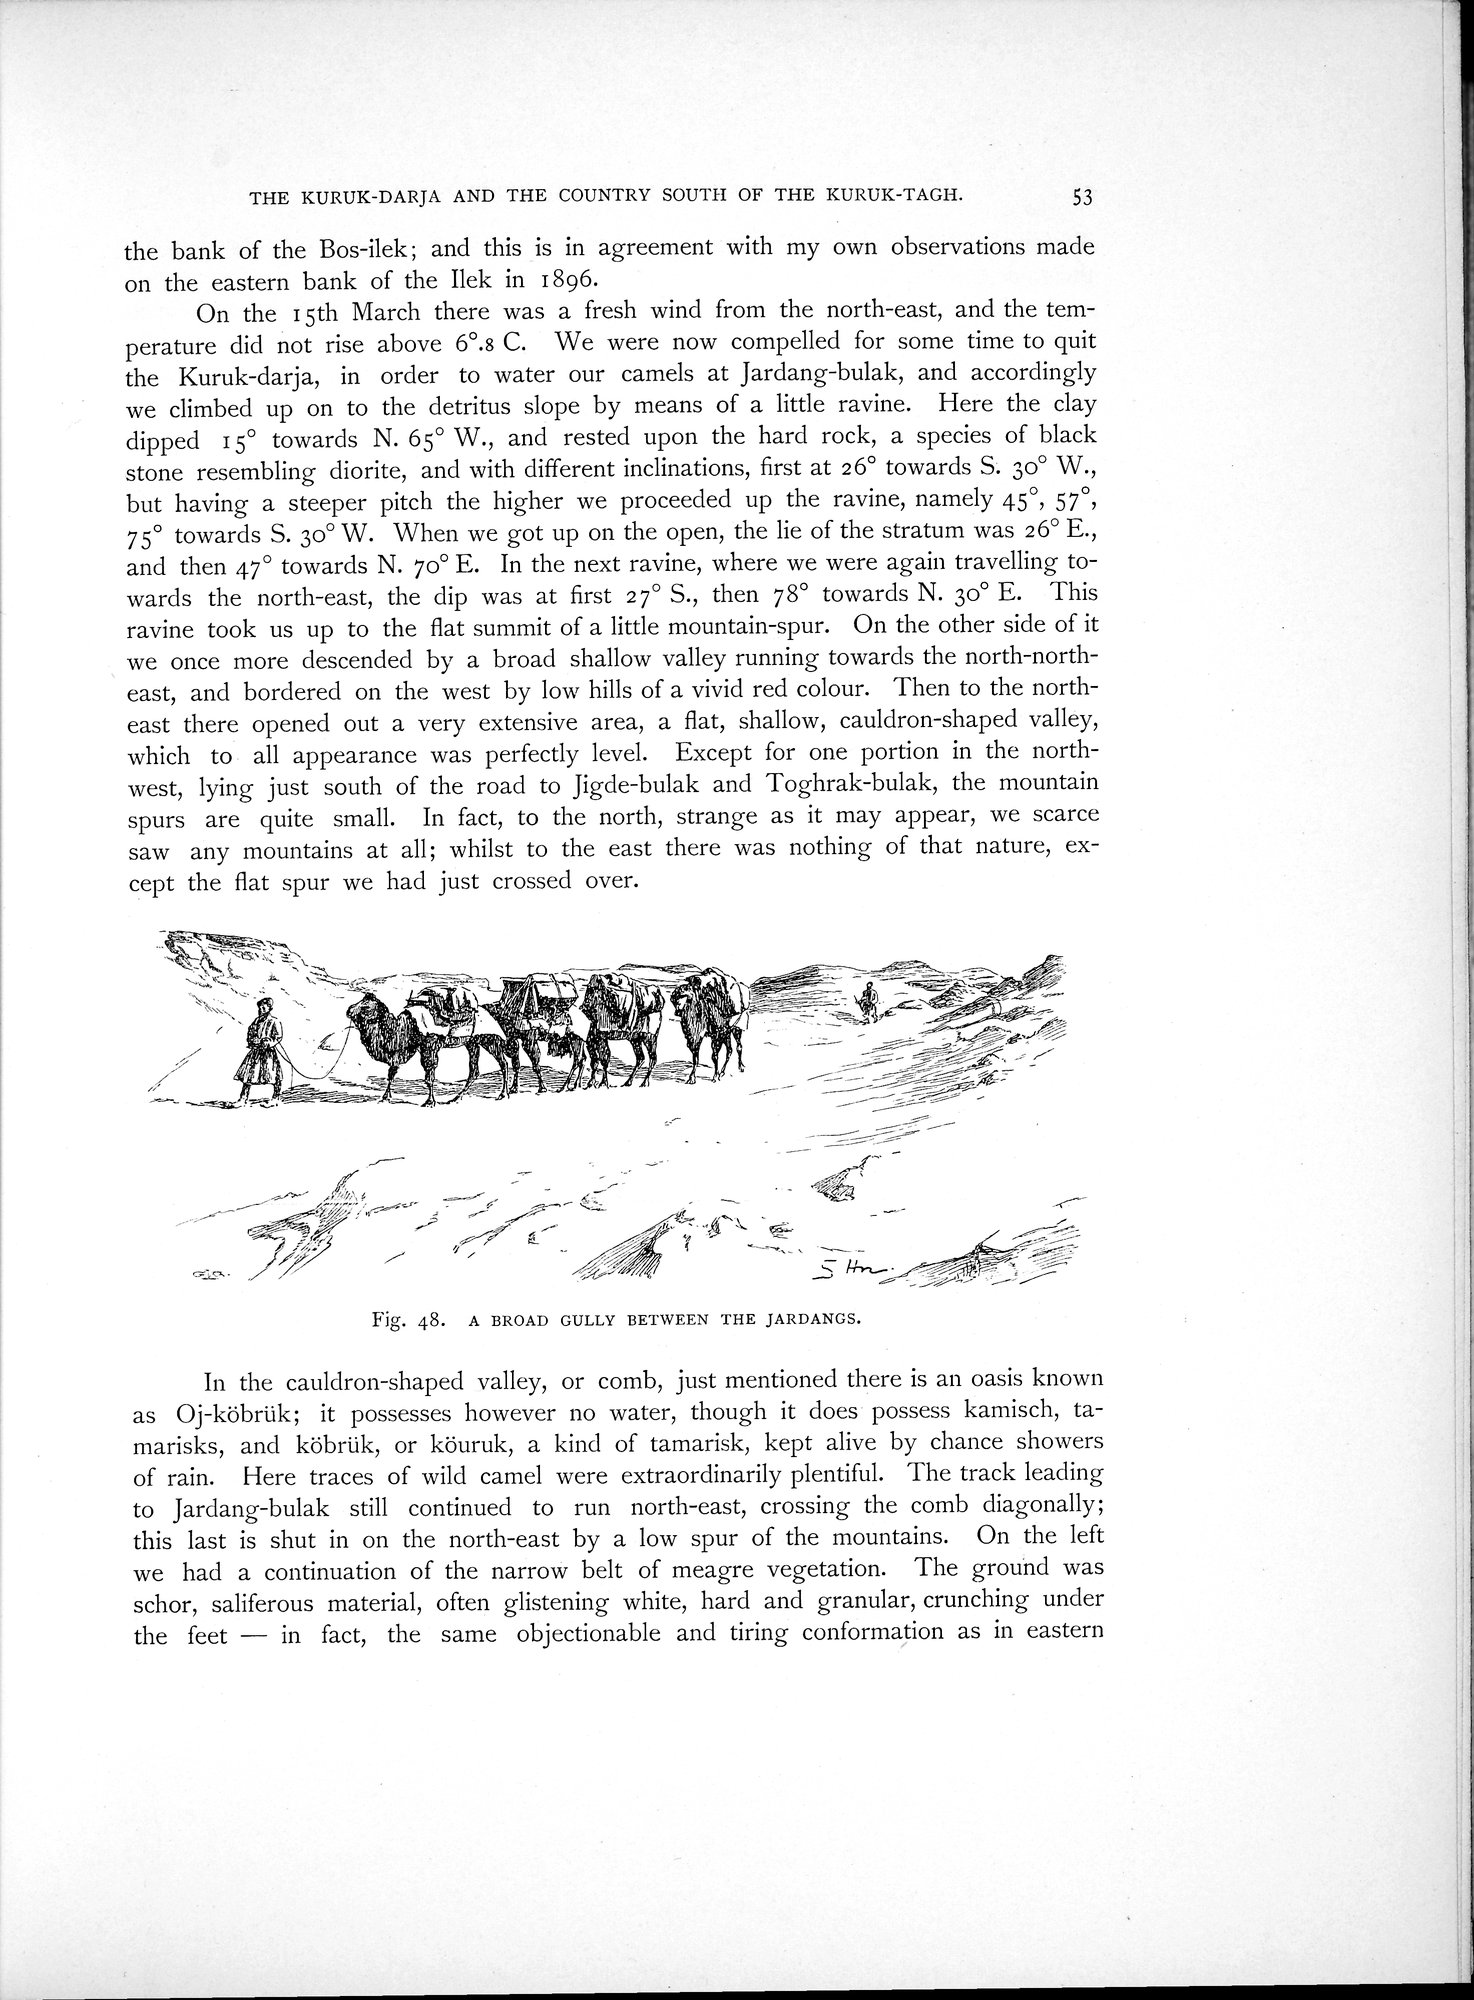 THE KURUK-DARJA AND THE COUNTRY SOUTH OF THE KURUK-TAGH. 53
the bank of the Bos-ilek; and this is in agreement with my own observations made
on the eastern bank of the Ilek in 1896.
On the 15th March there was a fresh wind from the north-east, and the tem-
perature did not rise above 6°.8 C. We were now compelled for some time to quit
the Kuruk-darja, in order to water our camels at Jardang-bulak, and accordingly
we climbed up on to the detritus slope by means of a little ravine. Here the clay
dipped 15° towards N. 65° W., and rested upon the hard rock, a species of black
stone resembling diorite, and with different inclinations, first at 26° towards S. 30° W.,
but having a steeper pitch the higher we proceeded up the ravine, namely 45°, 57°,
75° towards S. 30° W. When we got up on the open, the lie of the stratum was 26° E.,
and then 47° towards N. 70° E. In the next ravine, where we were again travelling to-
wards the north-east, the dip was at first 27° S., then 78° towards N. 30° E. This
ravine took us up to the flat summit of a little mountain-spur. On the other side of it
we once more descended by a broad shallow valley running towards the north-north-
east, and bordered on the west by low hills of a vivid red colour. Then to the north-
east there opened out a very extensive area, a flat, shallow, cauldron-shaped valley,
which to all appearance was perfectly level. Except for one portion in the north-
west, lying just south of the road to Jigde-bulak and Toghrak-bulak, the mountain
spurs are quite small. In fact, to the north, strange as it may appear, we scarce
saw any mountains at all; whilst to the east there was nothing of that nature, ex-
cept the flat spur we had just crossed over.
Fig. 48. A BROAD GULLY BETWEEN THE JARDANGS.
In the cauldron-shaped valley, or comb, just mentioned there is an oasis known
as Oj-köbrük; it possesses however no water, though it does possess kamisch, ta-
marisks, and köbrük, or köuruk, a kind of tamarisk, kept alive by chance showers
of rain. Here traces of wild camel were extraordinarily plentiful. The track leading
to Jardang-bulak still continued to run north-east, crossing the comb diagonally;
this last is shut in on the north-east by a low spur of the mountains. On the left
we had a continuation of the narrow belt of meagre vegetation. The ground was
schor, saliferous material, often glistening white, hard and granular, crunching under
the feet — in fact, the same objectionable and tiring conformation as in eastern